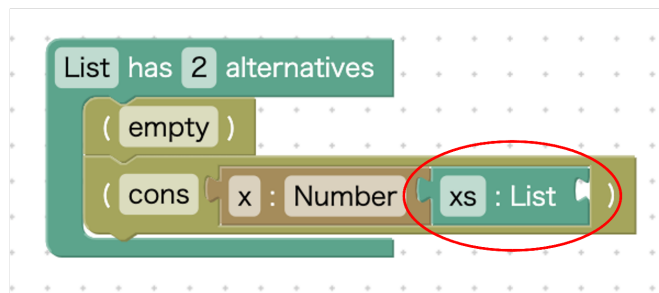 List has 2 alternatives
( empty )
( cons x : Number xs : List )